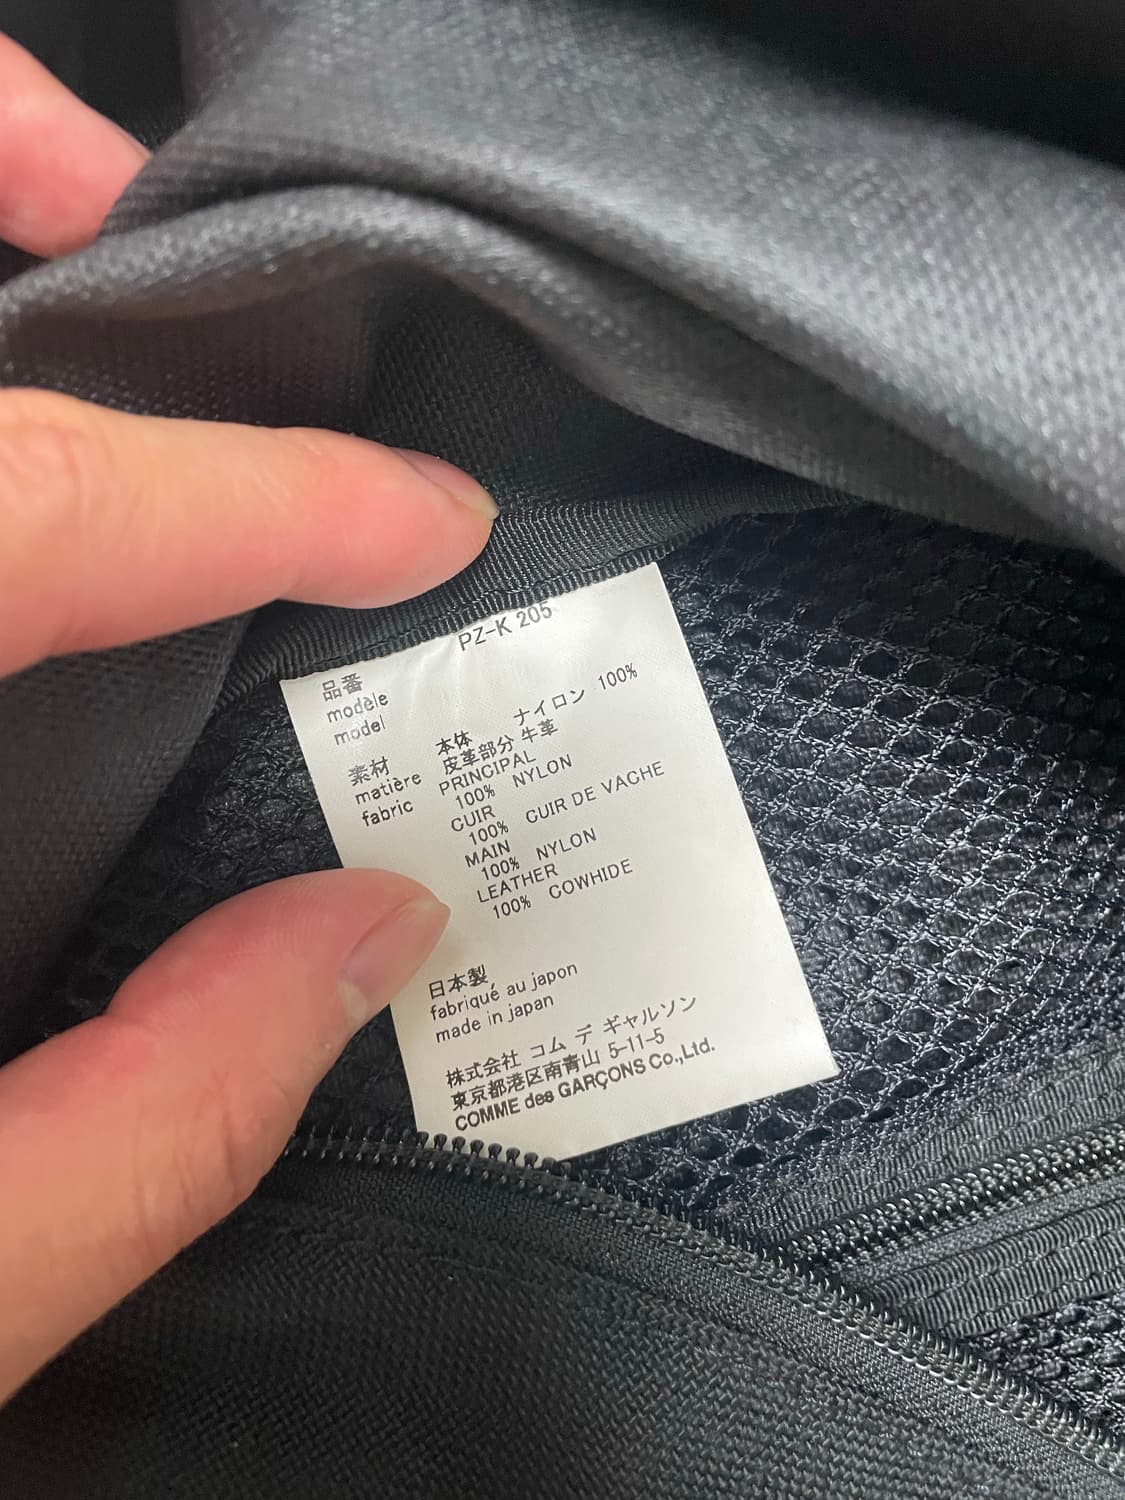 PZ-K 205
品番
modèle
model
本体 ナイロン 100%
皮革部分 牛革
素材
matière
fabric
PRINCIPAL
100% NYLON
CUIR
100% CUIR DE VACHE
MAIN
100% NYLON
LEATHER
100% COWHIDE
日本製
fabriqué au japon
made in japan
株式会社 コム デ ギャルソン
東京都港区南青山 5-11-5
COMME des GARÇONS Co.,Ltd.